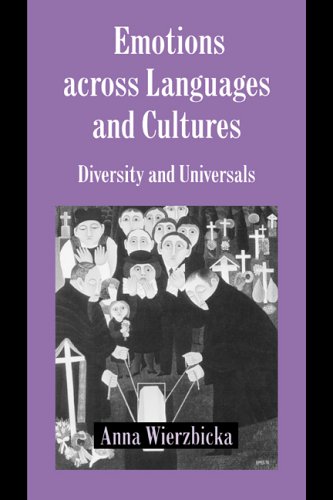 Emotions
across Languages
and Cultures
Diversity and Universals
Anna Wierzbicka